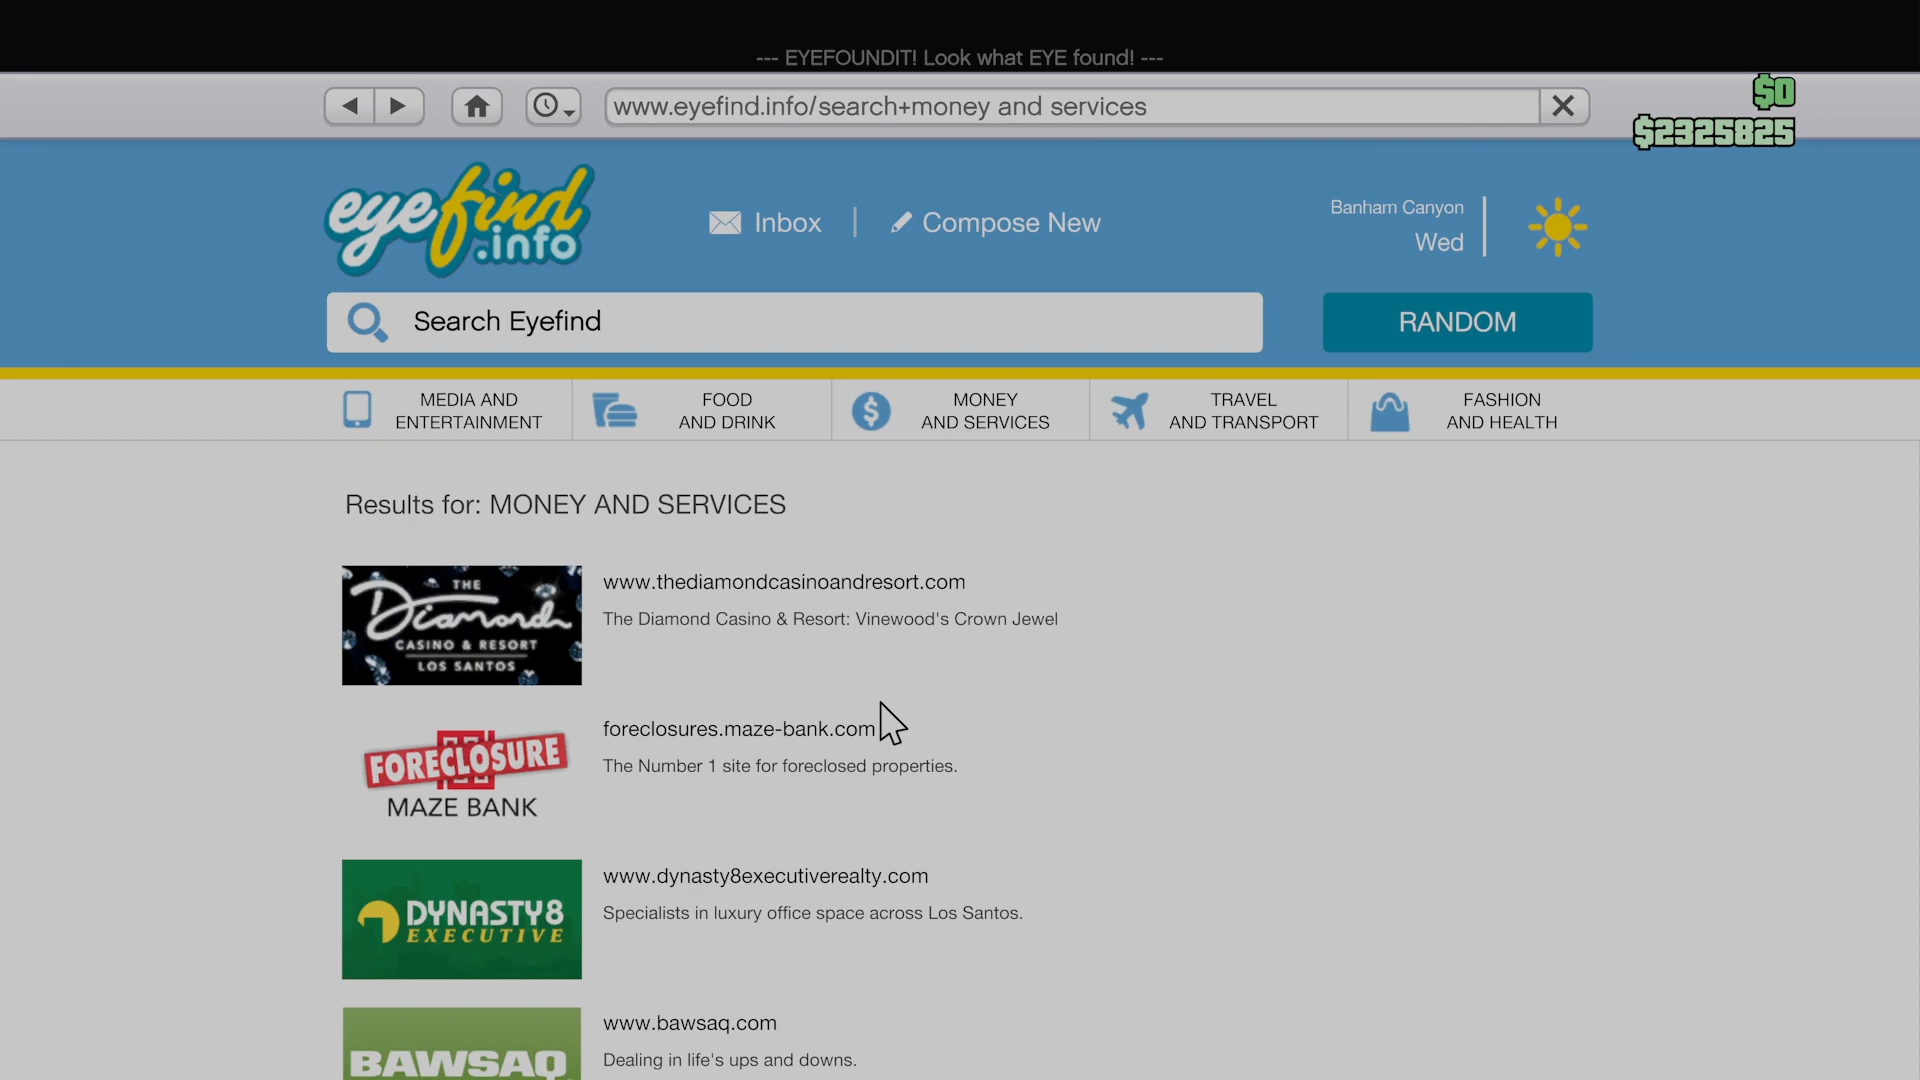 --- EYEFOUNDIT! Look what EYE found! ---
www.eyefind.info/search+money and services
$0
$2325825
eyefind
.info
Inbox
Compose New
Banham Canyon
Wed
Search Eyefind
RANDOM
MEDIA AND
ENTERTAINMENT
FOOD
AND DRINK
MONEY
AND SERVICES
TRAVEL
AND TRANSPORT
FASHION
AND HEALTH
Results for: MONEY AND SERVICES
THE
Diamond
CASINO & RESORT
LOS SANTOS
www.thediamondcasinoandresort.com
The Diamond Casino & Resort: Vinewood's Crown Jewel
FORECLOSURE
MAZE BANK
foreclosures.maze-bank.com
The Number 1 site for foreclosed properties.
DYNASTY8
EXECUTIVE
www.dynasty8executiverealty.com
Specialists in luxury office space across Los Santos.
BAWSAQ
www.bawsaq.com
Dealing in life's ups and downs.